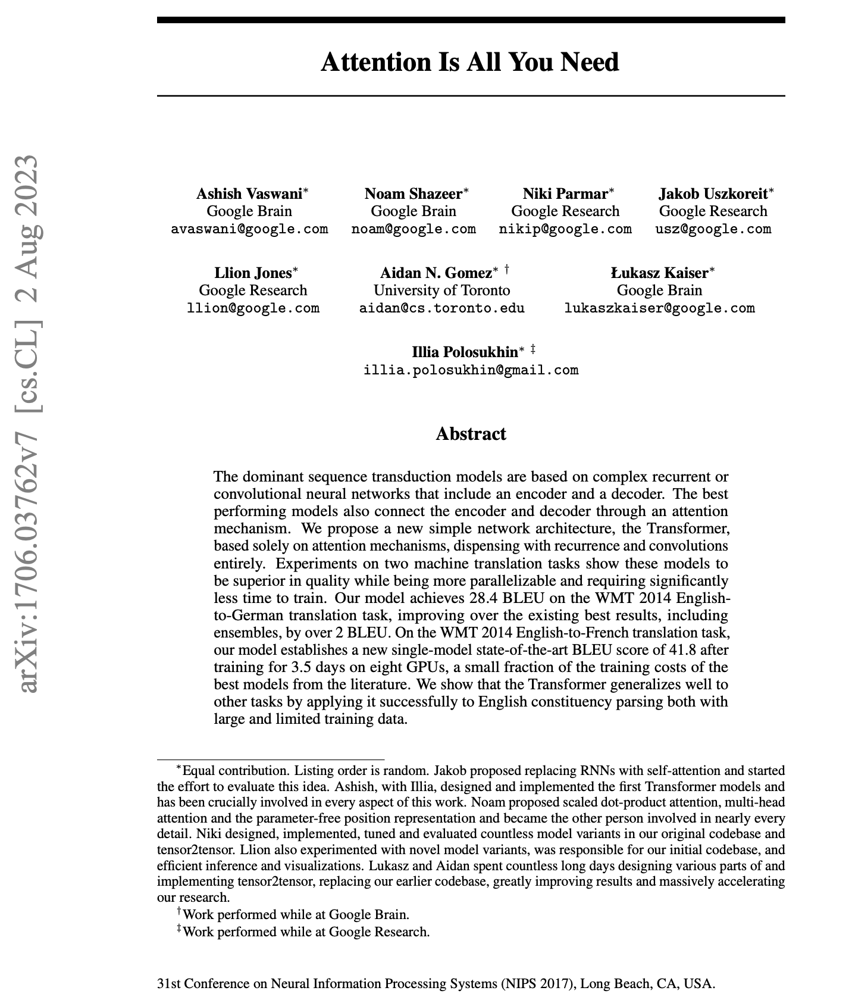 Attention Is All You Need
arXiv:1706.03762v7 [cs.CL] 2 Aug 2023
Ashish Vaswani* Noam Shazeer* Niki Parmar* Jakob Uszkoreit*
Google Brain Google Brain Google Research Google Research
avaswani@google.com noam@google.com nikip@google.com usz@google.com
Llion Jones* Aidan N. Gomez* † Łukasz Kaiser*
Google Research University of Toronto Google Brain
llion@google.com aidan@cs.toronto.edu lukaszkaiser@google.com
Illia Polosukhin* ‡
illia.polosukhin@gmail.com
Abstract
The dominant sequence transduction models are based on complex recurrent or
convolutional neural networks that include an encoder and a decoder. The best
performing models also connect the encoder and decoder through an attention
mechanism. We propose a new simple network architecture, the Transformer,
based solely on attention mechanisms, dispensing with recurrence and convolutions
entirely. Experiments on two machine translation tasks show these models to
be superior in quality while being more parallelizable and requiring significantly
less time to train. Our model achieves 28.4 BLEU on the WMT 2014 English-
to-German translation task, improving over the existing best results, including
ensembles, by over 2 BLEU. On the WMT 2014 English-to-French translation task,
our model establishes a new single-model state-of-the-art BLEU score of 41.8 after
training for 3.5 days on eight GPUs, a small fraction of the training costs of the
best models from the literature. We show that the Transformer generalizes well to
other tasks by applying it successfully to English constituency parsing both with
large and limited training data.
*Equal contribution. Listing order is random. Jakob proposed replacing RNNs with self-attention and started
the effort to evaluate this idea. Ashish, with Illia, designed and implemented the first Transformer models and
has been crucially involved in every aspect of this work. Noam proposed scaled dot-product attention, multi-head
attention and the parameter-free position representation and became the other person involved in nearly every
detail. Niki designed, implemented, tuned and evaluated countless model variants in our original codebase and
tensor2tensor. Llion also experimented with novel model variants, was responsible for our initial codebase, and
efficient inference and visualizations. Lukasz and Aidan spent countless long days designing various parts of and
implementing tensor2tensor, replacing our earlier codebase, greatly improving results and massively accelerating
our research.
†Work performed while at Google Brain.
‡Work performed while at Google Research.
31st Conference on Neural Information Processing Systems (NIPS 2017), Long Beach, CA, USA.